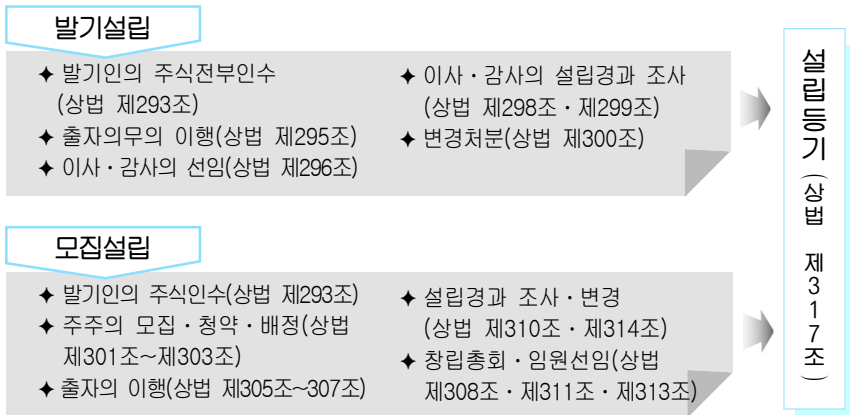 발기설립
✦ 발기인의 주식전부인수
(상법 제293조)
✦ 출자의무의 이행(상법 제295조)
✦ 이사·감사의 선임(상법 제296조)
✦ 이사·감사의 설립경과 조사
(상법 제298조·제299조)
✦ 변경처분(상법 제300조)
모집설립
✦ 발기인의 주식인수(상법 제293조)
✦ 주주의 모집·청약·배정(상법
제301조~제303조)
✦ 출자의 이행(상법 제305조~307조)
✦ 설립경과 조사·변경
(상법 제310조·제314조)
✦ 창립총회·임원선임(상법
제308조·제311조·제313조)
설립등기(상법 제317조)